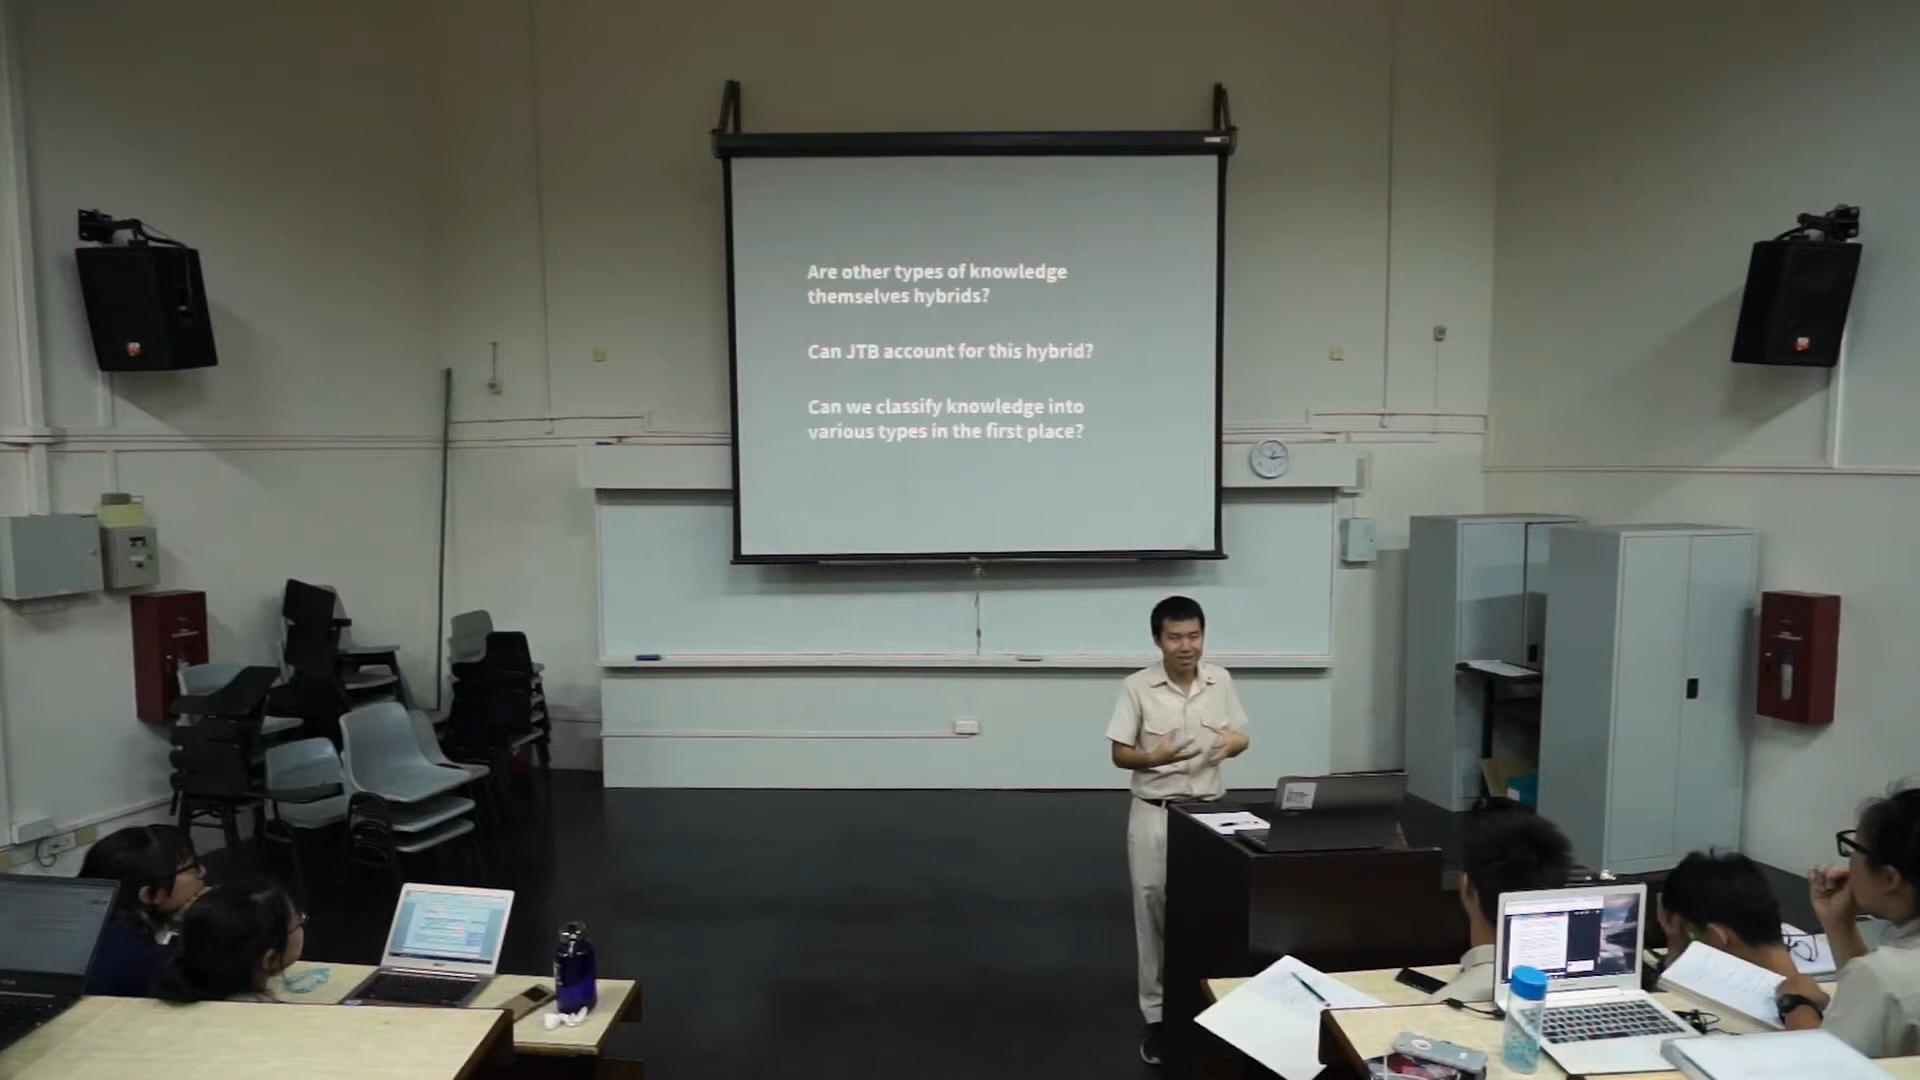 Are other types of knowledge
themselves hybrids?
Can JTB account for this hybrid?
Can we classify knowledge into
various types in the first place?